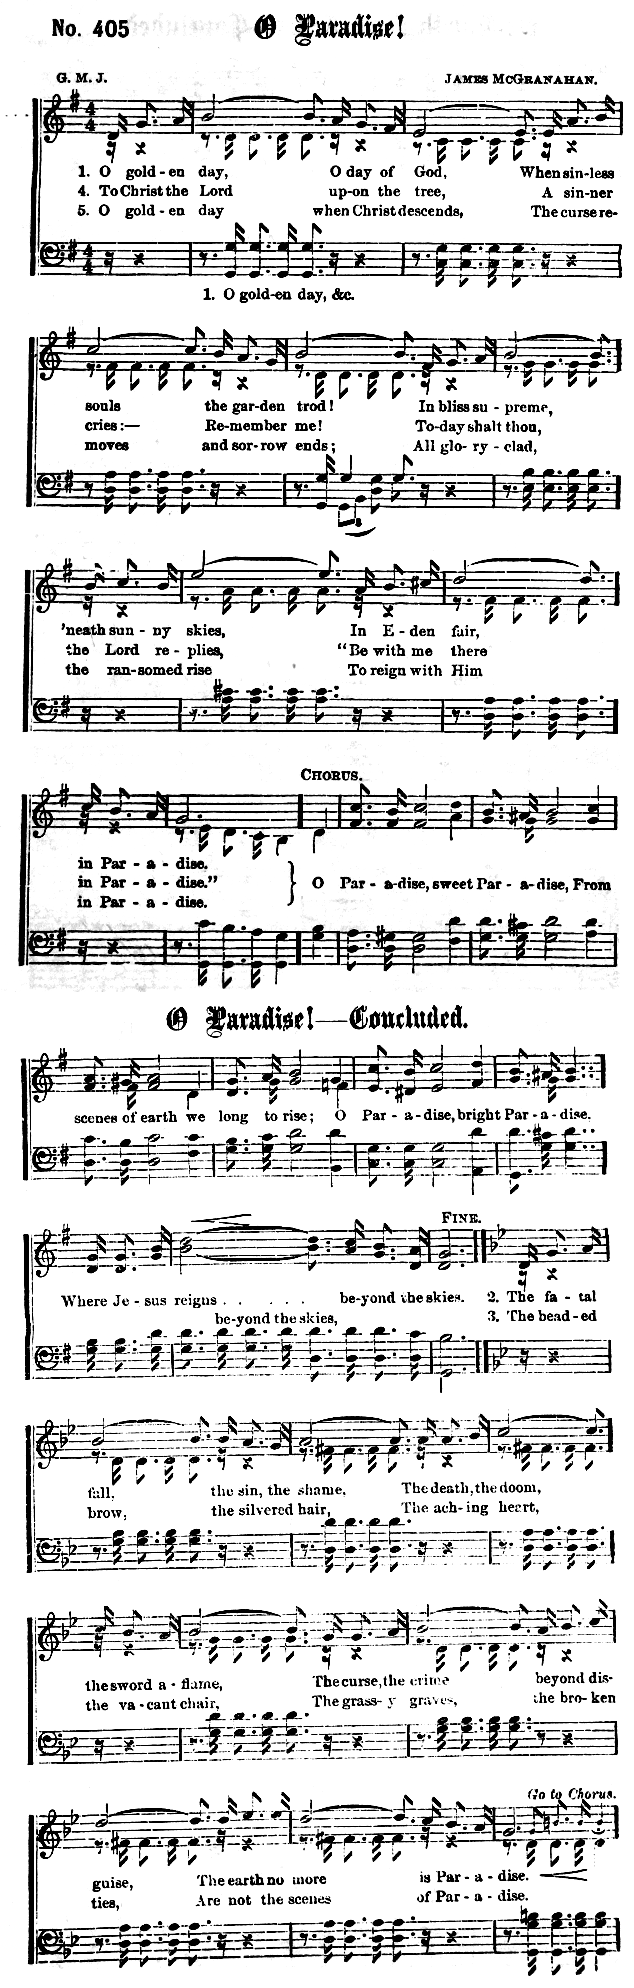 No. 405 O Paradise!
G. M. J. JAMES MCGRANAHAN.
1. O gold-en day, O day of God, When sin-less
4. To Christ the Lord up-on the tree, A sin-ner
5. O gold-en day when Christ descends, The curse re-
1. O gold-en day, &c.
souls the gar-den trod! In bliss su-preme,
cries:— Re-member me! To-day shalt thou,
moves and sor-row ends; All glo-ry-clad,
'neath sun-ny skies, In E-den fair,
the Lord re-plies, "Be with me there
the ran-somed rise To reign with Him
CHORUS.
in Par-a-dise.
in Par-a-dise." O Par-a-dise, sweet Par-a-dise, From
in Par-a-dise.
O Paradise!—Concluded.
scenes of earth we long to rise; O Par-a-dise, bright Par-a-dise.
FINE.
Where Je-sus reigns . . . . . . be-yond the skies. 2. The fa-tal
be-yond the skies, 3. The bead-ed
fall, the sin, the shame, The death, the doom,
brow, the silvered hair, The ach-ing heart,
the sword a-flame, The curse, the crime beyond dis-
the va-cant chair, The grass-y graves, the bro-ken
Go to Chorus.
guise, The earth no more is Par-a-dise.
ties, Are not the scenes of Par-a-dise.